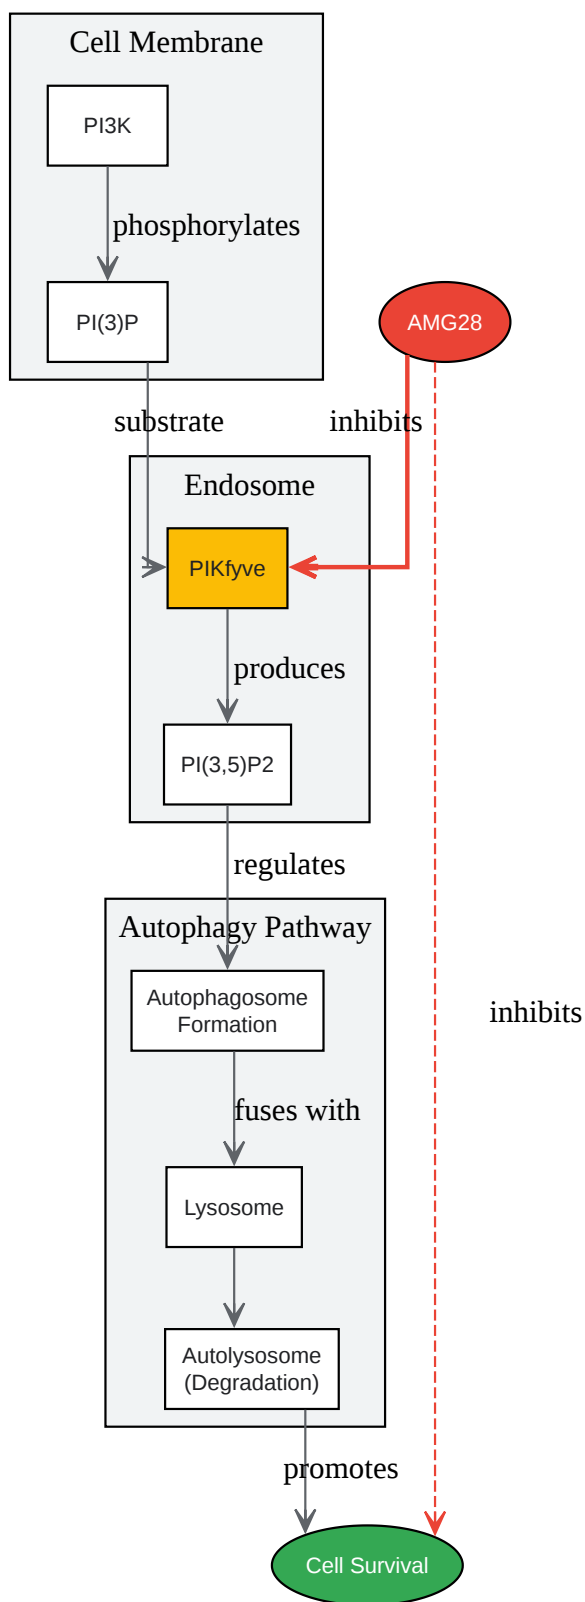 Cell Membrane
PI3K
phosphorylates
PI(3)P
AMG28
substrate
inhibits
Endosome
PIKfyve
produces
PI(3,5)P2
regulates
Autophagy Pathway
Autophagosome
Formation
inhibits
fuses with
Lysosome
Autolysosome
(Degradation)
promotes
Cell Survival